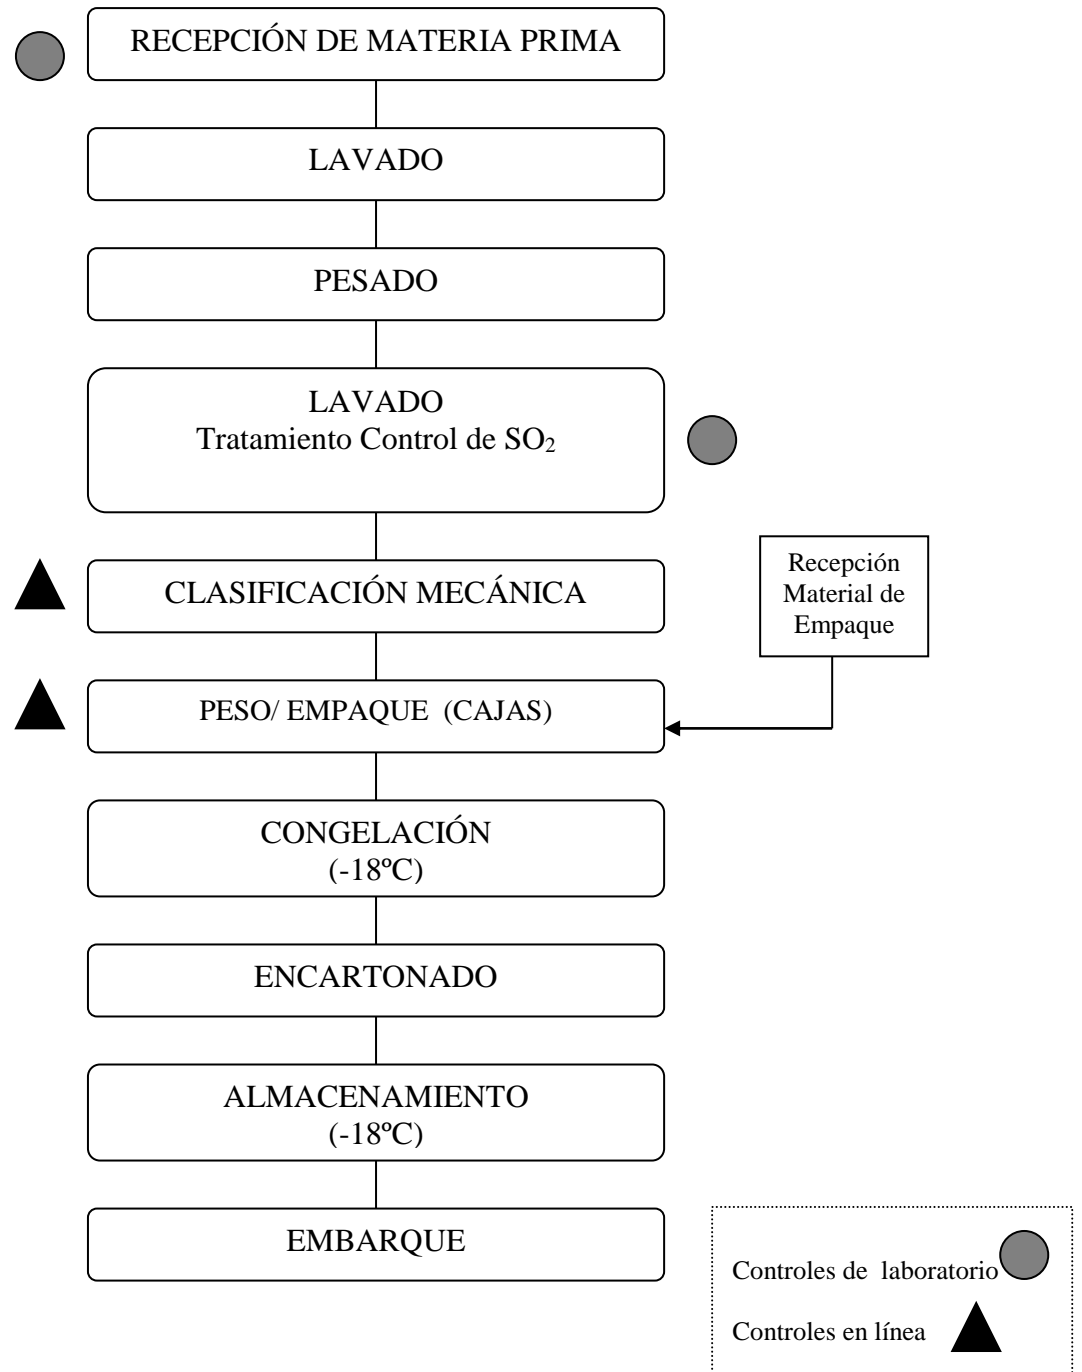 RECEPCIÓN DE MATERIA PRIMA
LAVADO
PESADO
LAVADO
Tratamiento Control de SO₂
CLASIFICACIÓN MECÁNICA
Recepción
Material de
Empaque
PESO/ EMPAQUE (CAJAS)
CONGELACIÓN
(-18ºC)
ENCARTONADO
ALMACENAMIENTO
(-18ºC)
EMBARQUE
Controles de laboratorio
Controles en línea